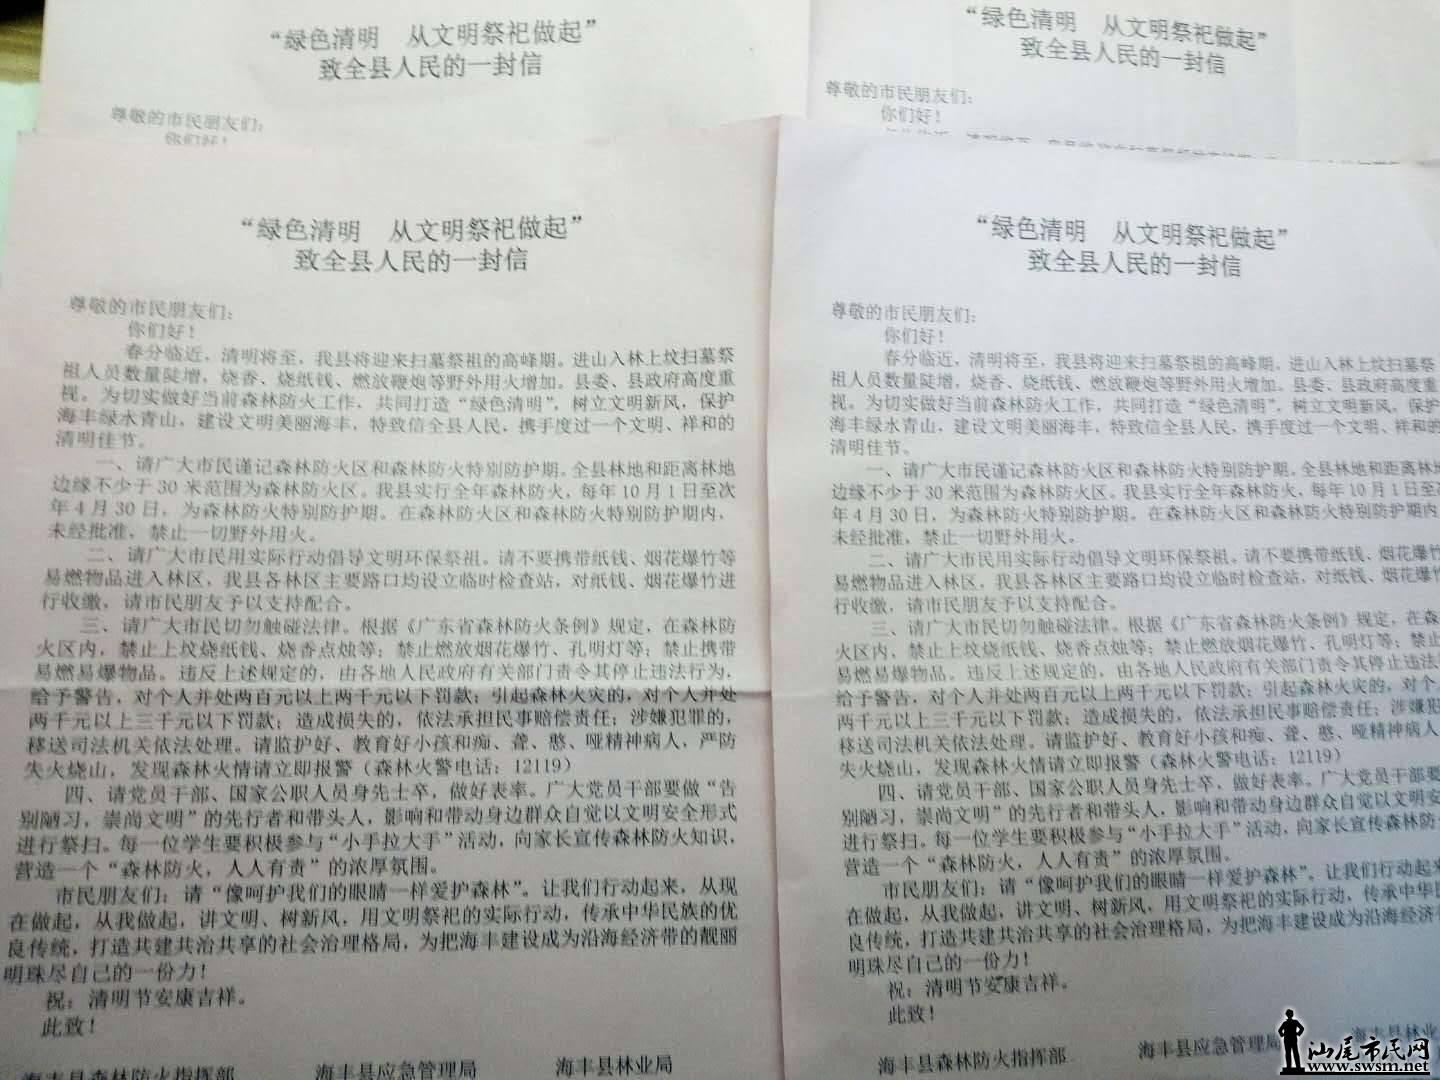 “绿色清明　从文明祭祀做起”
致全县人民的一封信
尊敬的市民朋友们：
你们好！
“绿色清明　从文明祭祀做起”
致全县人民的一封信
尊敬的市民朋友们：
你们好！
“绿色清明　从文明祭祀做起”
致全县人民的一封信
尊敬的市民朋友们：
你们好！
春分临近，清明将至，我县将迎来扫墓祭祖的高峰期。进山入林上坟扫墓祭
祖人员数量陡增，烧香、烧纸钱、燃放鞭炮等野外用火增加。县委、县政府高度重
视。为切实做好当前森林防火工作，共同打造“绿色清明”，树立文明新风，保护
海丰绿水青山，建设文明美丽海丰，特致信全县人民，携手度过一个文明、祥和的
清明佳节。
一、请广大市民谨记森林防火区和森林防火特别防护期。全县林地和距离林地
边缘不少于30米范围为森林防火区。我县实行全年森林防火，每年10月1日至次
年4月30日，为森林防火特别防护期。在森林防火区和森林防火特别防护期内，
未经批准，禁止一切野外用火。
二、请广大市民用实际行动倡导文明环保祭祖。请不要携带纸钱、烟花爆竹等
易燃物品进入林区，我县各林区主要路口均设立临时检查站，对纸钱、烟花爆竹进
行收缴，请市民朋友予以支持配合。
三、请广大市民切勿触碰法律。根据《广东省森林防火条例》规定，在森林防
火区内，禁止上坟烧纸钱、烧香点烛等；禁止燃放烟花爆竹、孔明灯等；禁止携带
易燃易爆物品。违反上述规定的，由各地人民政府有关部门责令其停止违法行为，
给予警告，对个人并处两百元以上两千元以下罚款；引起森林火灾的，对个人并处
两千元以上三千元以下罚款；造成损失的，依法承担民事赔偿责任；涉嫌犯罪的，
移送司法机关依法处理。请监护好、教育好小孩和痴、聋、憨、哑精神病人，严防
失火烧山，发现森林火情请立即报警（森林火警电话：12119）
四、请党员干部、国家公职人员身先士卒，做好表率。广大党员干部要做“告
别陋习，崇尚文明”的先行者和带头人，影响和带动身边群众自觉以文明安全形式
进行祭扫。每一位学生要积极参与“小手拉大手”活动，向家长宣传森林防火知识，
营造一个“森林防火，人人有责”的浓厚氛围。
市民朋友们：请“像呵护我们的眼睛一样爱护森林”。让我们行动起来，从现
在做起，从我做起，讲文明、树新风，用文明祭祀的实际行动，传承中华民族的优
良传统，打造共建共治共享的社会治理格局，为把海丰建设成为沿海经济带的靓丽
明珠尽自己的一份力！
祝：清明节安康吉祥。
此致！
海丰县森林防火指挥部　海丰县应急管理局　海丰县林业局
“绿色清明　从文明祭祀做起”
致全县人民的一封信
尊敬的市民朋友们：
你们好！
春分临近，清明将至，我县将迎来扫墓祭祖的高峰期。进山入林上坟扫墓
祖人员数量陡增，烧香、烧纸钱、燃放鞭炮等野外用火增加。县委、县政府高度
视。为切实做好当前森林防火工作，共同打造“绿色清明”，树立文明新风，保护
海丰绿水青山，建设文明美丽海丰，特致信全县人民，携手度过一个文明、祥和的
清明佳节。
一、请广大市民谨记森林防火区和森林防火特别防护期。全县林地和距离林地
边缘不少于30米范围为森林防火区。我县实行全年森林防火，每年10月1日至
年4月30日，为森林防火特别防护期。在森林防火区和森林防火特别防护期内
未经批准，禁止一切野外用火。
二、请广大市民用实际行动倡导文明环保祭祖。请不要携带纸钱、烟花爆竹
易燃物品进入林区，我县各林区主要路口均设立临时检查站，对纸钱、烟花爆竹
行收缴，请市民朋友予以支持配合。
三、请广大市民切勿触碰法律。根据《广东省森林防火条例》规定，在森
火区内，禁止上坟烧纸钱、烧香点烛等；禁止燃放烟花爆竹、孔明灯等；禁止
易燃易爆物品。违反上述规定的，由各地人民政府有关部门责令其停止违法
给予警告，对个人并处两百元以上两千元以下罚款；引起森林火灾的，对个
两千元以上三千元以下罚款；造成损失的，依法承担民事赔偿责任；涉嫌犯
移送司法机关依法处理。请监护好、教育好小孩和痴、聋、憨、哑精神病人
失火烧山，发现森林火情请立即报警（森林火警电话：12119）
四、请党员干部、国家公职人员身先士卒，做好表率。广大党员干部要
别陋习，崇尚文明”的先行者和带头人，影响和带动身边群众自觉以文明安
进行祭扫。每一位学生要积极参与“小手拉大手”活动，向家长宣传森林防
营造一个“森林防火，人人有责”的浓厚氛围。
市民朋友们：请“像呵护我们的眼睛一样爱护森林”。让我们行动起来
在做起，从我做起，讲文明、树新风，用文明祭祀的实际行动，传承中华民族
良传统，打造共建共治共享的社会治理格局，为把海丰建设成为沿海经济带
明珠尽自己的一份力！
祝：清明节安康吉祥。
此致！
海丰县森林防火指挥部　海丰县应急管理局　海丰县林业
汕尾市民网
www.swsm.net